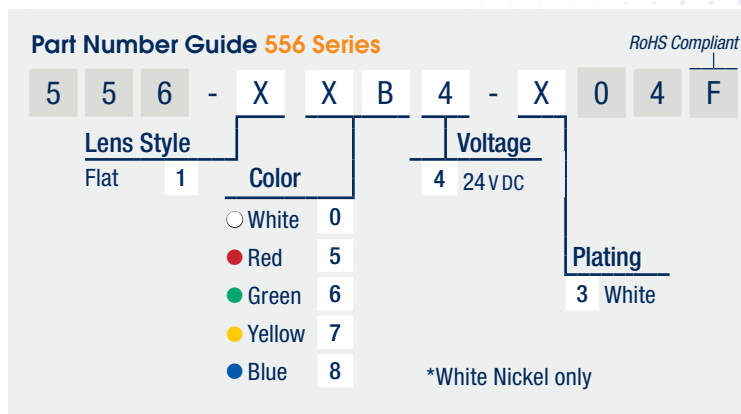 Part Number Guide 556 Series
RoHS Compliant
5 5 6 - X X B 4 - X 0 4 F
Lens Style
Flat 1
Color
White 0
Red 5
Green 6
Yellow 7
Blue 8
Voltage
4 24 V DC
Plating
3 White
*White Nickel only